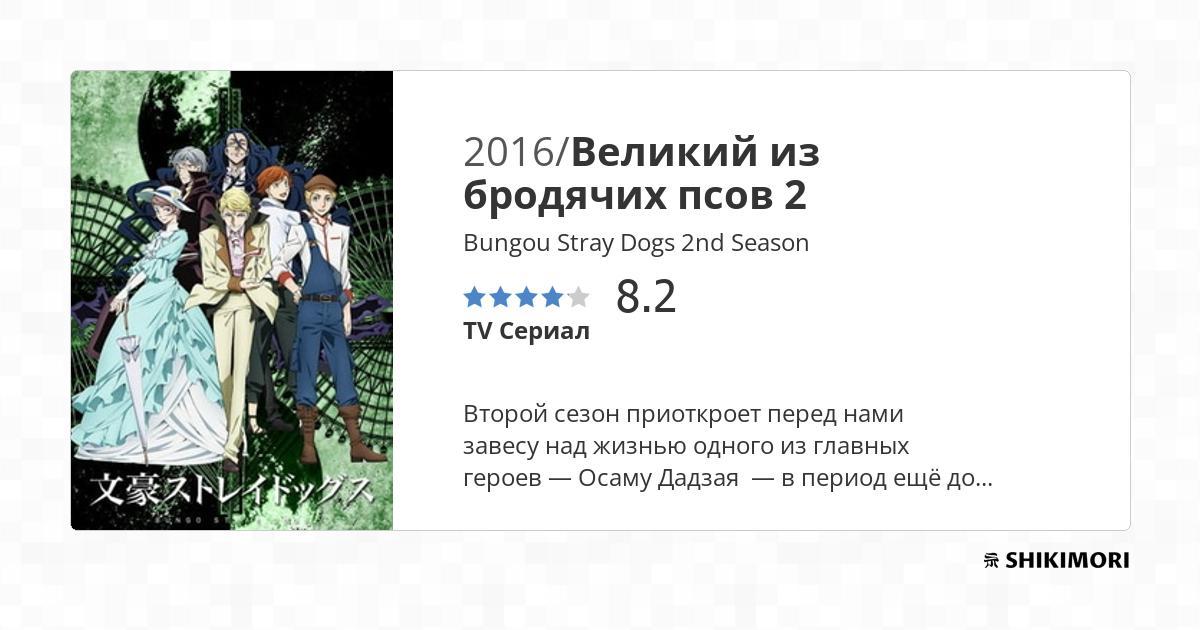 2016/Великий из
бродячих псов 2
Bungou Stray Dogs 2nd Season
8.2
TV Сериал
Второй сезон приоткроет перед нами
завесу над жизнью одного из главных
героев — Осаму Дадзая — в период ещё до...
文豪ストレイドッグス
SHIKIMORI